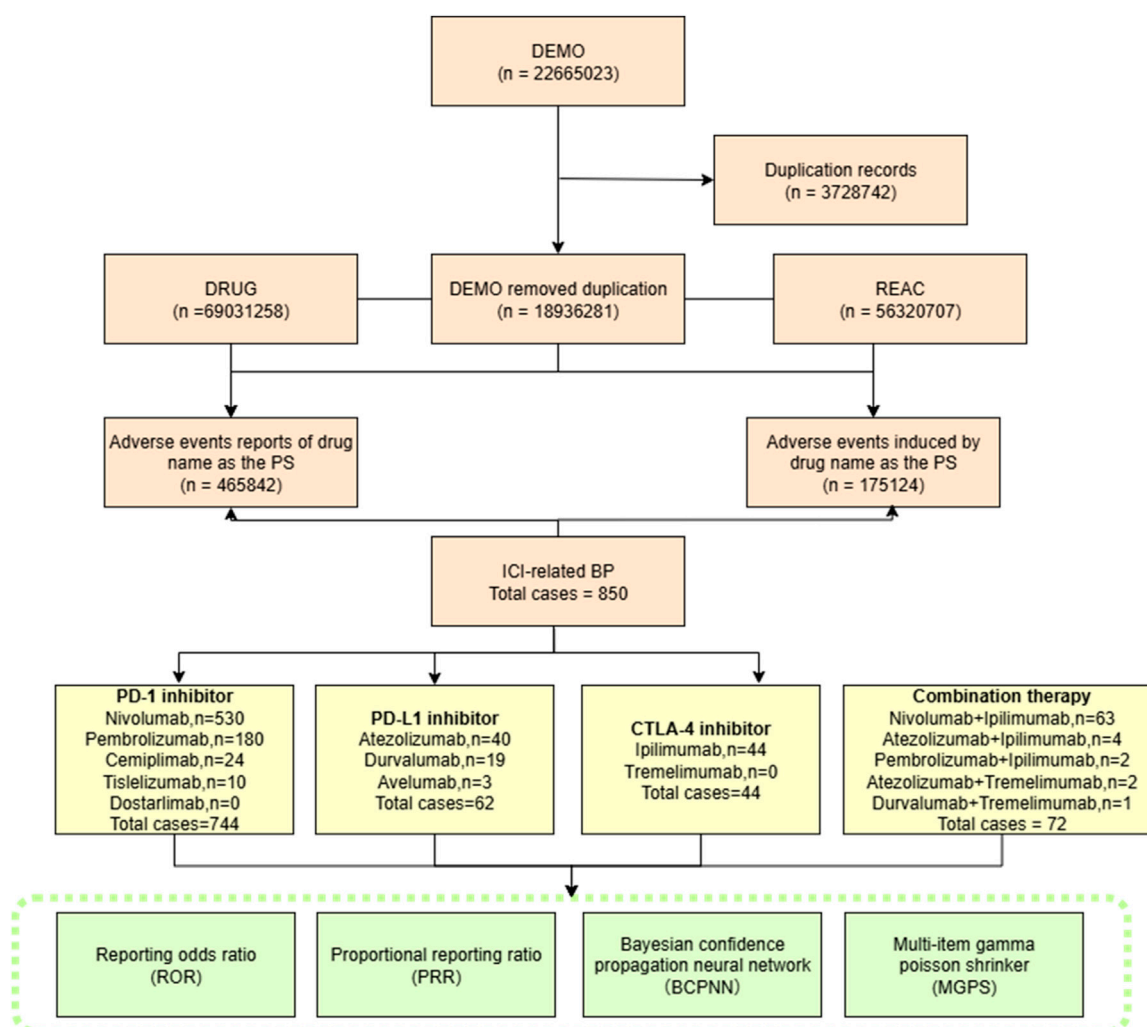 DEMO
(n = 22665023)
Duplication records
(n = 3728742)
DRUG
(n =69031258)
DEMO removed duplication
(n = 18936281)
REAC
(n = 56320707)
Adverse events reports of drug
name as the PS
(n = 465842)
Adverse events induced by
drug name as the PS
(n = 175124)
ICI-related BP
Total cases = 850
PD-1 inhibitor
Nivolumab,n=530
Pembrolizumab,n=180
Cemiplimab,n=24
Tislelizumab,n=10
Dostarlimab,n=0
Total cases=744
PD-L1 inhibitor
Atezolizumab,n=40
Durvalumab,n=19
Avelumab,n=3
Total cases=62
CTLA-4 inhibitor
Ipilimumab,n=44
Tremelimumab,n=0
Total cases=44
Combination therapy
Nivolumab+Ipilimumab,n=63
Atezolizumab+Ipilimumab,n=4
Pembrolizumab+Ipilimumab,n=2
Atezolizumab+Tremelimumab,n=2
Durvalumab+Tremelimumab,n=1
Total cases = 72
Reporting odds ratio
(ROR)
Proportional reporting ratio
(PRR)
Bayesian confidence
propagation neural network
(BCPNN)
Multi-item gamma
poisson shrinker
(MGPS)